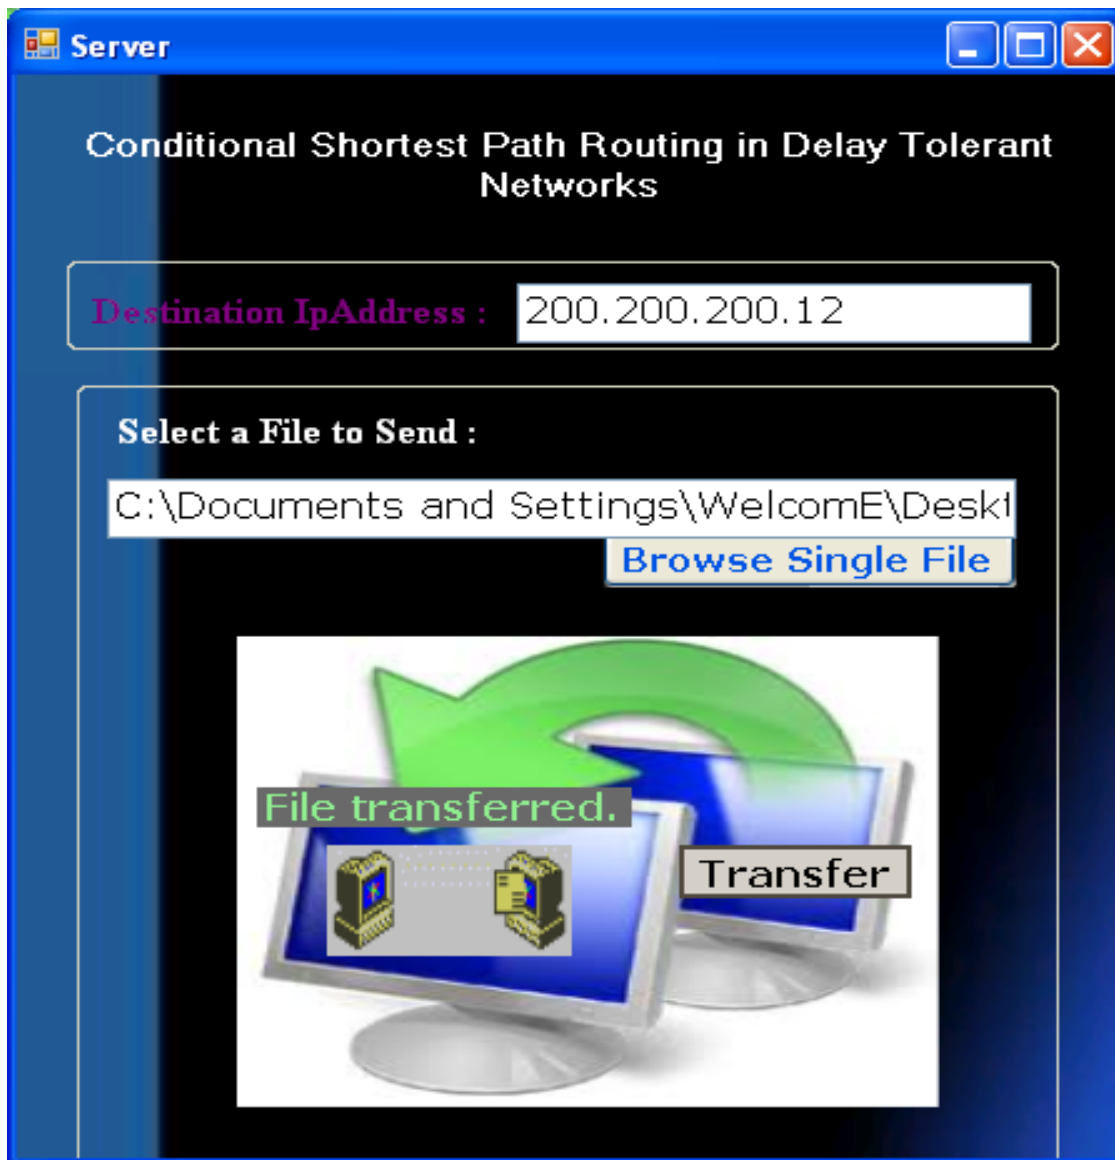 Server
Conditional Shortest Path Routing in Delay Tolerant
Networks
Destination IpAddress : 200.200.200.12
Select a File to Send :
C:\Documents and Settings\WelcomE\Deskt
Browse Single File
File transferred.
Transfer